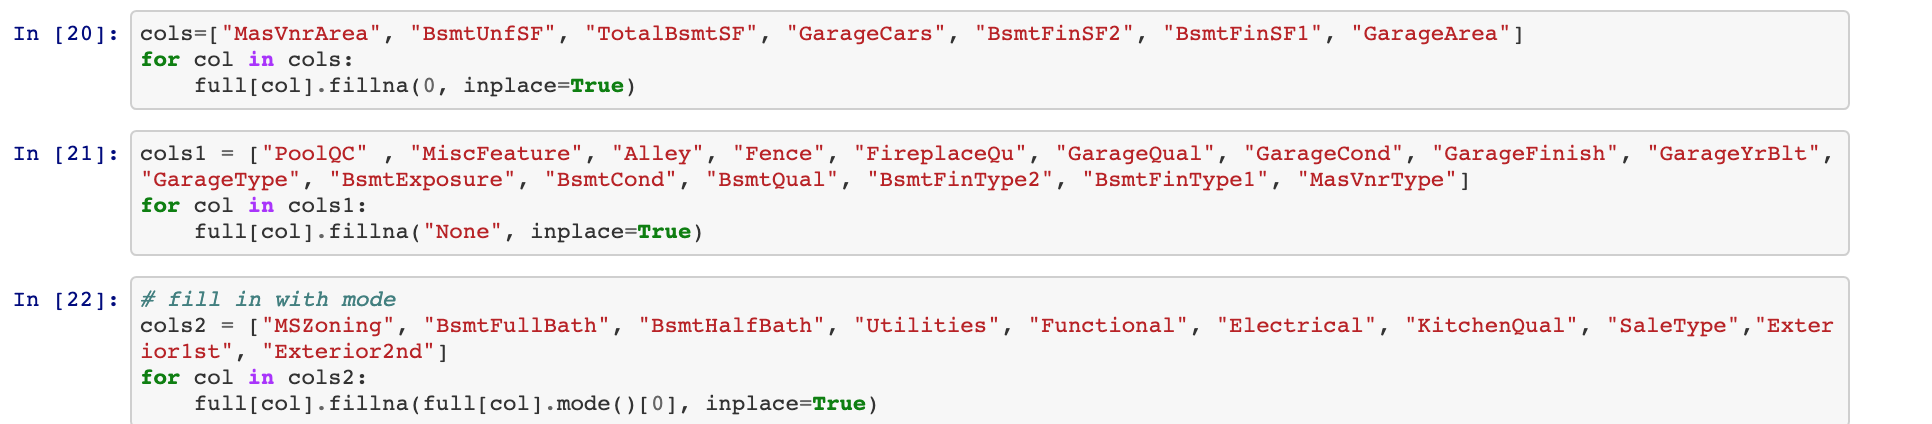 In [20]: cols=["MasVnrArea", "BsmtUnfSF", "TotalBsmtSF", "GarageCars", "BsmtFinSF2", "BsmtFinSF1", "GarageArea"]
for col in cols:
    full[col].fillna(0, inplace=True)
In [21]: cols1 = ["PoolQC" , "MiscFeature", "Alley", "Fence", "FireplaceQu", "GarageQual", "GarageCond", "GarageFinish", "GarageYrBlt",
"GarageType", "BsmtExposure", "BsmtCond", "BsmtQual", "BsmtFinType2", "BsmtFinType1", "MasVnrType"]
for col in cols1:
    full[col].fillna("None", inplace=True)
In [22]: # fill in with mode
cols2 = ["MSZoning", "BsmtFullBath", "BsmtHalfBath", "Utilities", "Functional", "Electrical", "KitchenQual", "SaleType","Exter
ior1st", "Exterior2nd"]
for col in cols2:
    full[col].fillna(full[col].mode()[0], inplace=True)